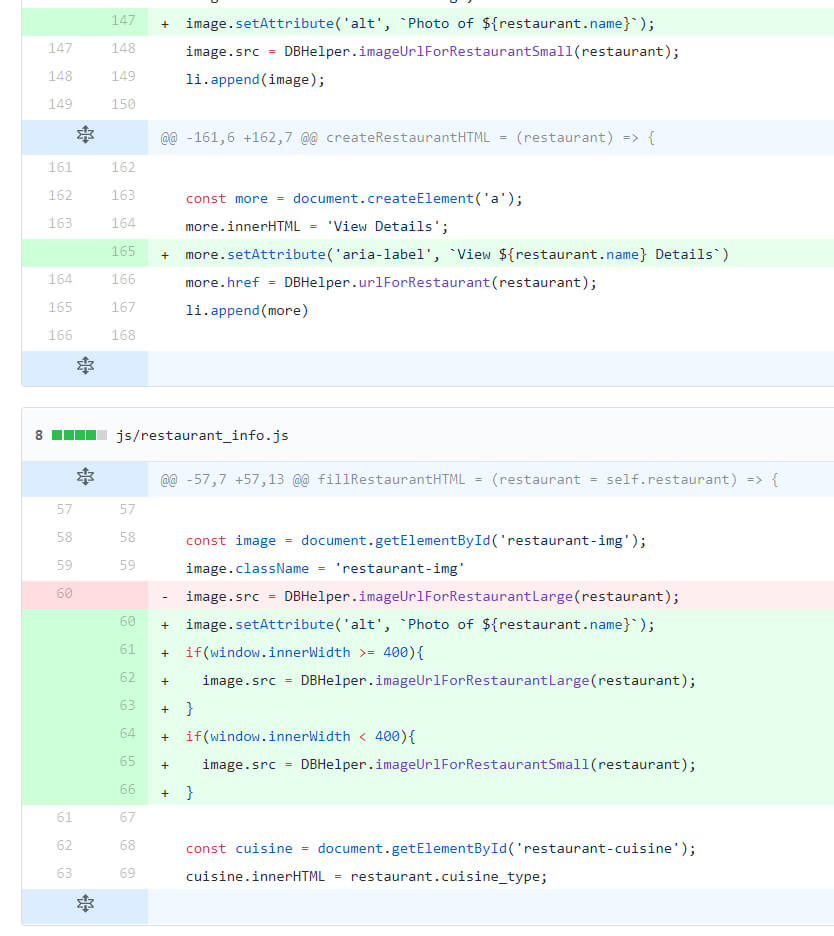 147 + image.setAttribute('alt', `Photo of ${restaurant.name}`);
147 148 image.src = DBHelper.imageUrlForRestaurantSmall(restaurant);
148 149 li.append(image);
149 150
@@ -161,6 +162,7 @@ createRestaurantHTML = (restaurant) => {
161 162
162 163 const more = document.createElement('a');
163 164 more.innerHTML = 'View Details';
165 + more.setAttribute('aria-label', `View ${restaurant.name} Details`)
164 166 more.href = DBHelper.urlForRestaurant(restaurant);
165 167 li.append(more)
166 168
8 js/restaurant_info.js
@@ -57,7 +57,13 @@ fillRestaurantHTML = (restaurant = self.restaurant) => {
57 57
58 58 const image = document.getElementById('restaurant-img');
59 59 image.className = 'restaurant-img'
60 - image.src = DBHelper.imageUrlForRestaurantLarge(restaurant);
60 + image.setAttribute('alt', `Photo of ${restaurant.name}`);
61 + if(window.innerWidth >= 400){
62 + image.src = DBHelper.imageUrlForRestaurantLarge(restaurant);
63 + }
64 + if(window.innerWidth < 400){
65 + image.src = DBHelper.imageUrlForRestaurantSmall(restaurant);
66 + }
61 67
62 68 const cuisine = document.getElementById('restaurant-cuisine');
63 69 cuisine.innerHTML = restaurant.cuisine_type;